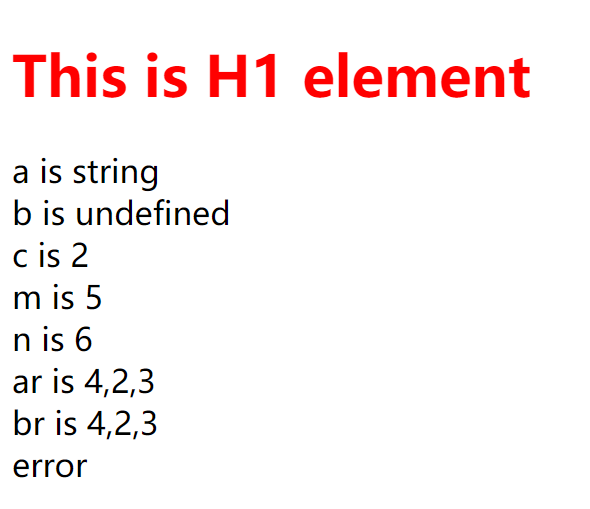 This is H1 element
a is string
b is undefined
c is 2
m is 5
n is 6
ar is 4,2,3
br is 4,2,3
error